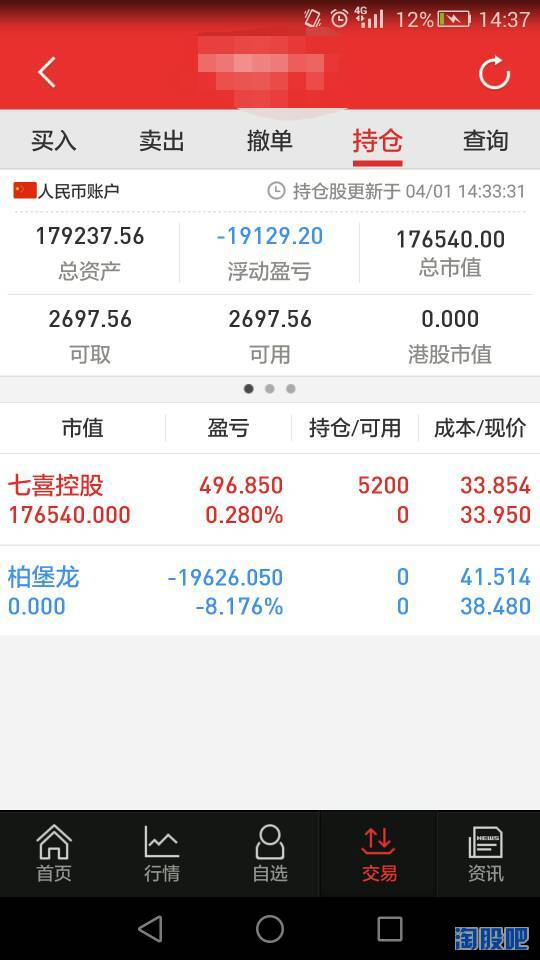 4G 12% 14:37
买入 卖出 撤单 持仓 查询
人民币账户 持仓股更新于 04/01 14:33:31
179237.56 -19129.20 176540.00
总资产 浮动盈亏 总市值
2697.56 2697.56 0.000
可取 可用 港股市值
市值 盈亏 持仓/可用 成本/现价
七喜控股 496.850 5200 33.854
176540.000 0.280% 0 33.950
柏堡龙 -19626.050 0 41.514
0.000 -8.176% 0 38.480
NEWS
首页 行情 自选 交易 资讯
淘股吧